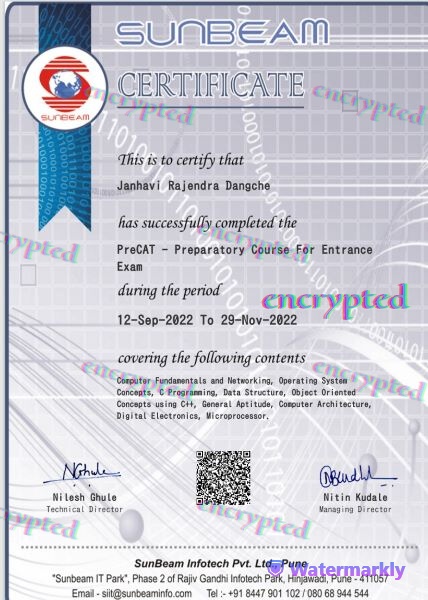 SUNBEAM
CERTIFICATE
SUNBEAM
encrypted
encrypted
This is to certify that
Janhavi Rajendra Dangche
has successfully completed the
PreCAT - Preparatory Course For Entrance
Exam
encrypted
during the period
encrypted
12-Sep-2022 To 29-Nov-2022
covering the following contents
encrypted
encrypted
Computer Fundamentals and Networking, Operating System
Concepts, C Programming, Data Structure, Object Oriented
Concepts using C++, General Aptitude, Computer Architecture,
Digital Electronics, Microprocessor.
Nilesh Ghule
Technical Director
Nitin Kudale
Managing Director
encrypted
encrypted
SunBeam Infotech Pvt. Ltd., Pune
"Sunbeam IT Park", Phase 2 of Rajiv Gandhi Infotech Park, Hinjawadi, Pune - 411057
Watermarkly
Email - siit@sunbeaminfo.com Tel :- +91 8447 901 102 / 080 68 944 544